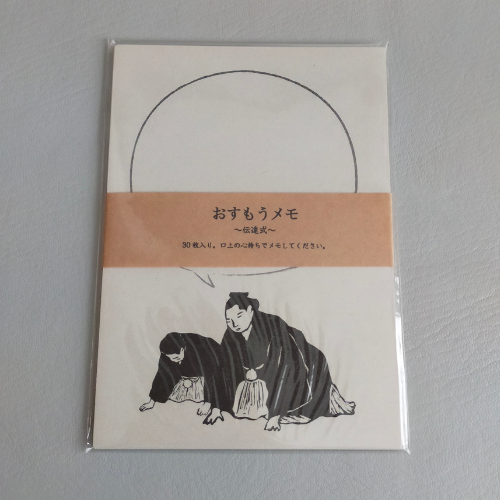 おすもうメモ
〜伝達式〜
30枚入り。口上の心持ちでメモしてください。